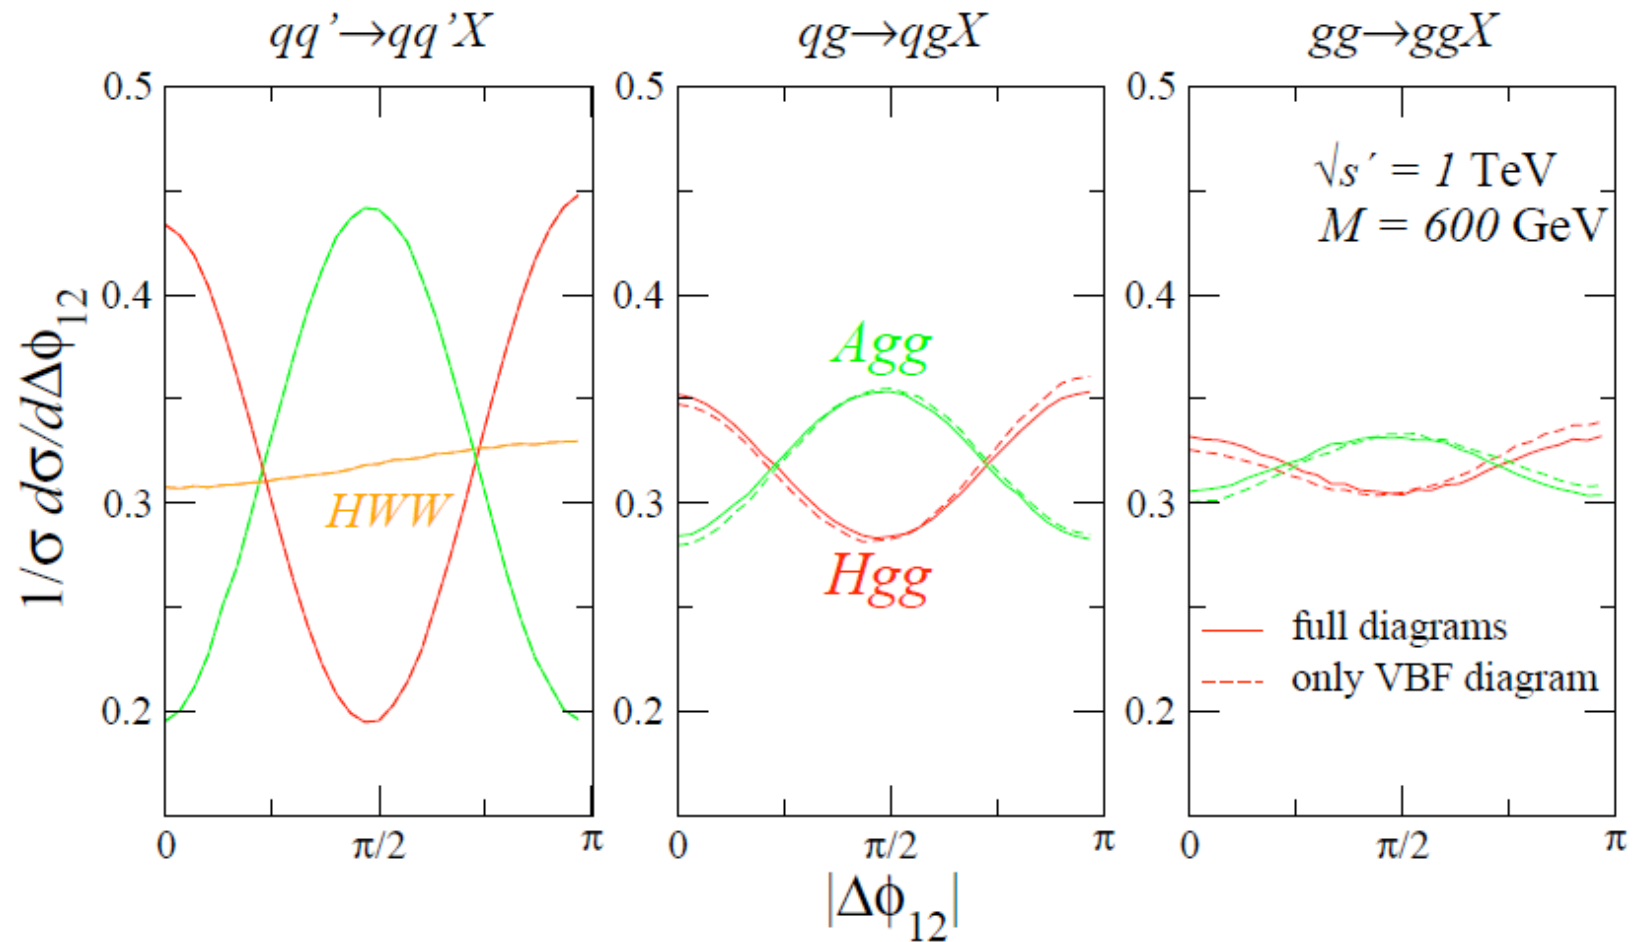 qq’→qq’X qg→qgX gg→ggX
0.5 0.5 0.5
√s´ = 1 TeV
M = 600 GeV
Agg
0.4 0.4 0.4
1/σ dσ/dΔϕ12
0.3 0.3 0.3
HWW
Hgg
full diagrams
only VBF diagram
0.2 0.2 0.2
0 π/2 π 0 π/2 π 0 π/2 π
|Δϕ12|